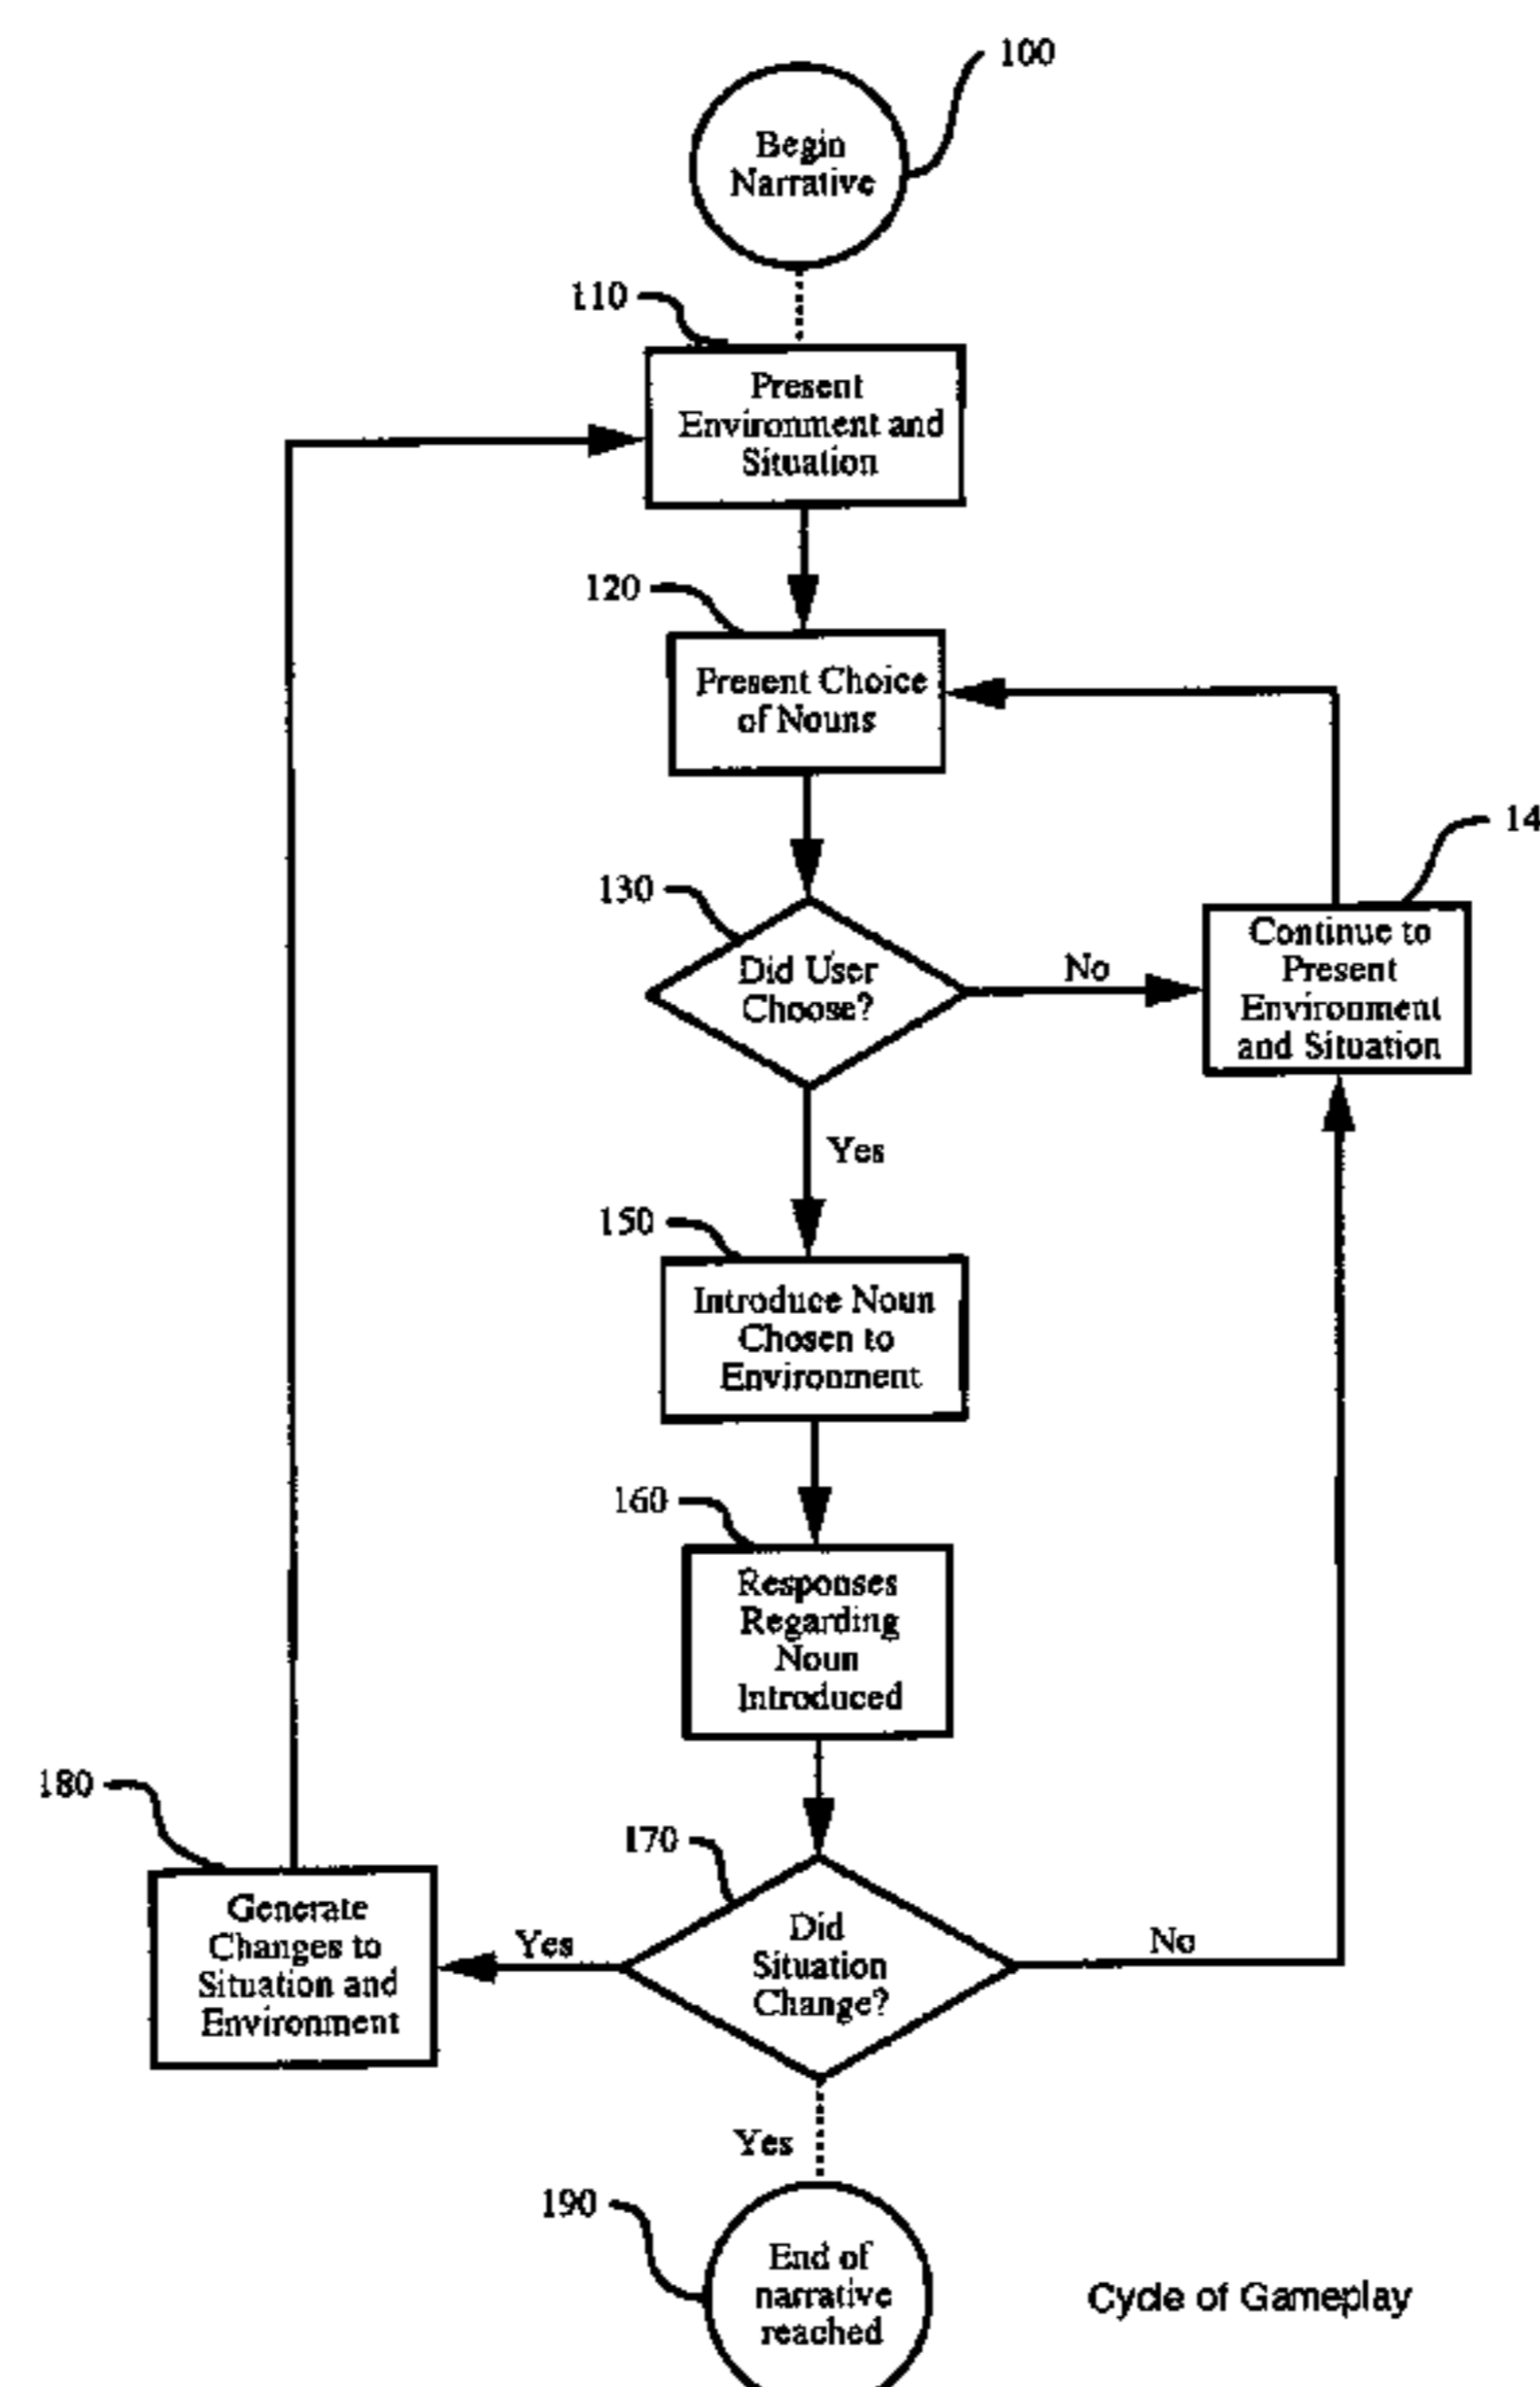 100
Begin
Narrative
110
Present
Environment and
Situation
120
Present Choice
of Nouns
14
130
Did User
Choose?
No
Continue to
Present
Environment
and Situation
Yes
150
Introduce Noun
Chosen to
Environment
160
Responses
Regarding
Noun
Introduced
180
170
Generate
Changes to
Situation and
Environment
Yes
Did
Situation
Change?
No
Yes
190
End of
narrative
reached
Cycle of Gameplay